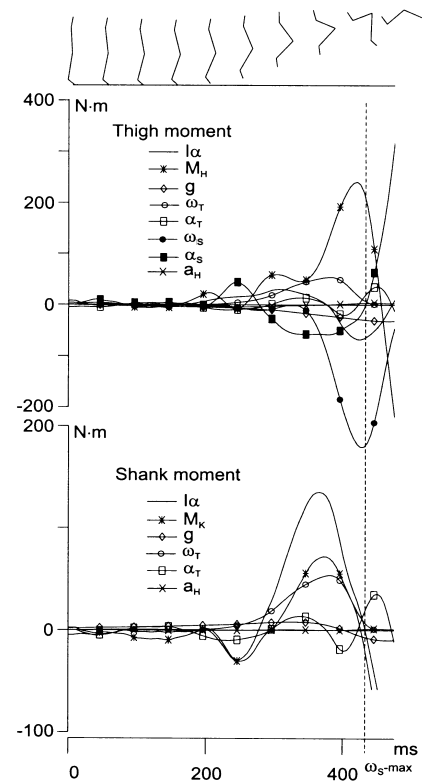 400
N·m
Thigh moment
Iα
M_H
g
ω_T
α_T
ω_S
α_S
a_H
200
0
-200
200
N·m
Shank moment
Iα
M_K
g
ω_T
α_T
a_H
0
-100
ms
0
200
400
ω_S-max